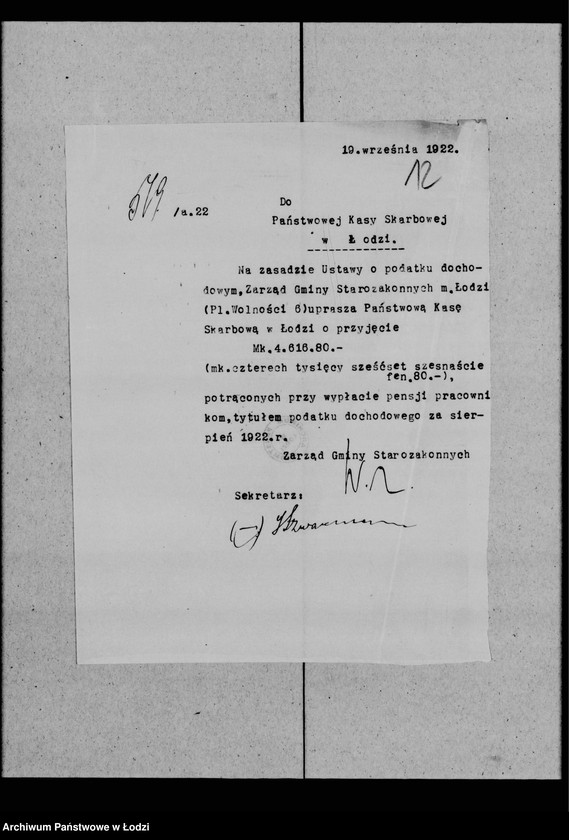 19.września 1922.
12
579 /a.22
Do
Państwowej Kasy Skarbowej
w Łodzi.
Na zasadzie Ustawy o podatku docho-
dowym,Zarząd Gminy Starozakonnych m.Łodzi
(Pl.Wolności 6)uprasza Państwową Kasę
Skarbową w Łodzi o przyjęcie
Mk.4.616.80.-
(mk.czterech tysięcy sześćset szesnaście
fen.80.-),
potrąconych przy wypłacie pensji pracowni
kom,tytułem podatku dochodowego za sier-
pień 1922.r.
Zarząd Gminy Starozakonnych
Sekretarz:
(-)
Archiwum Państwowe w Łodzi